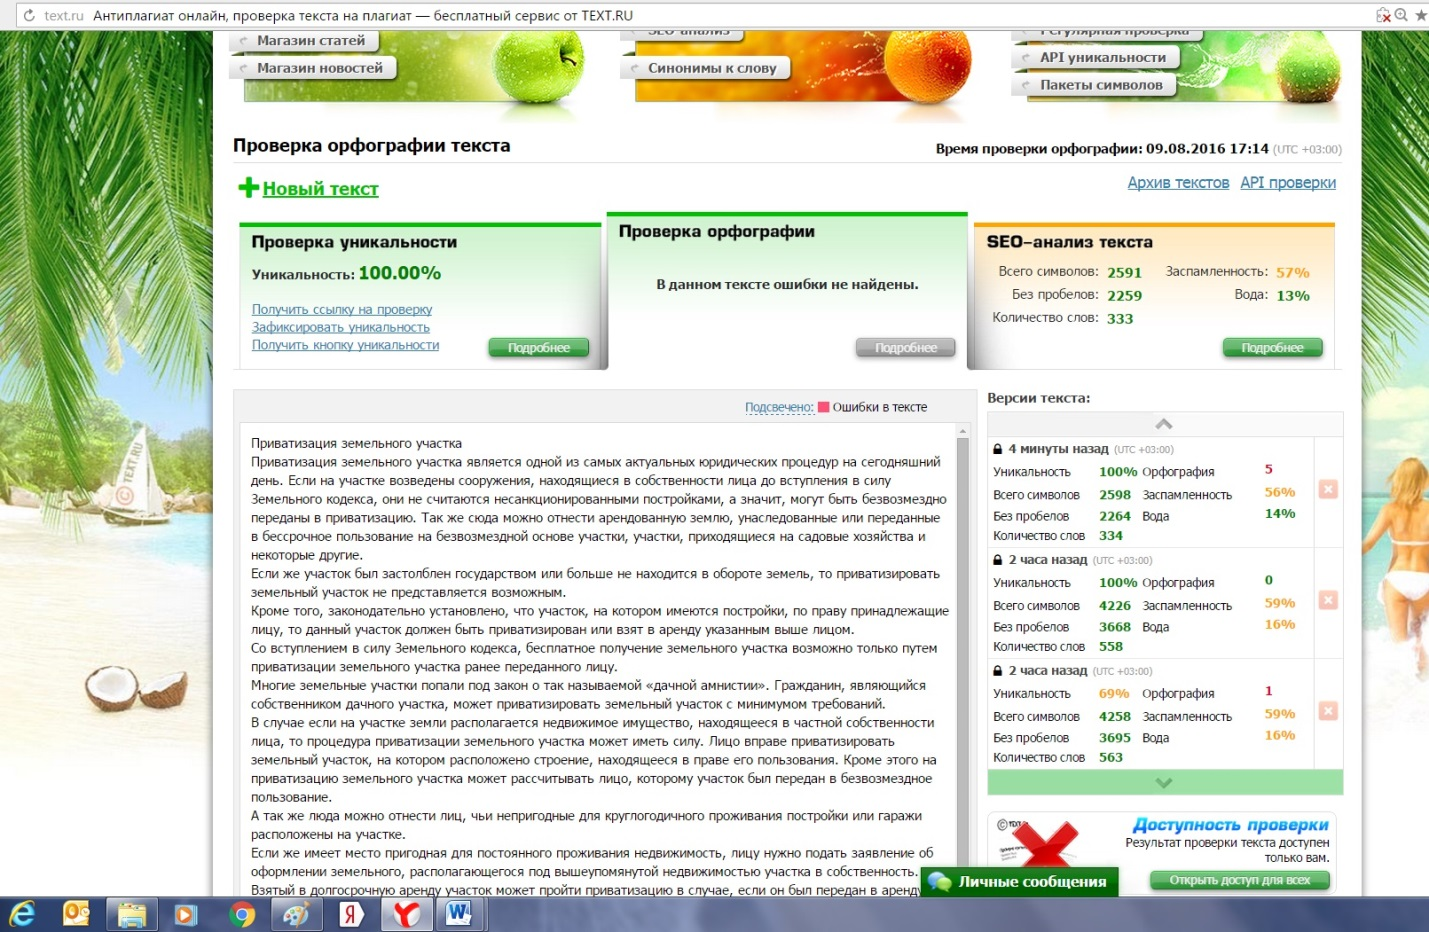 text.ru Антиплагиат онлайн, проверка текста на плагиат — бесплатный сервис от TEXT.RU
Магазин статей
Магазин новостей
SEO-анализ
Синонимы к слову
Регулярная проверка
API уникальности
Пакеты символов
Проверка орфографии текста
Время проверки орфографии: 09.08.2016 17:14 (UTC +03:00)
Новый текст
Архив текстов API проверки
Проверка уникальности
Уникальность: 100.00%
Получить ссылку на проверку
Зафиксировать уникальность
Получить кнопку уникальности
Подробнее
Проверка орфографии
В данном тексте ошибки не найдены.
Подробнее
SEO-анализ текста
Всего символов: 2591 Заспамленность: 57%
Без пробелов: 2259 Вода: 13%
Количество слов: 333
Подробнее
Подсвечено: Ошибки в тексте
Приватизация земельного участка
Приватизация земельного участка является одной из самых актуальных юридических процедур на сегодняшний
день. Если на участке возведены сооружения, находящиеся в собственности лица до вступления в силу
Земельного кодекса, они не считаются несанкционированными постройками, а значит, могут быть безвозмездно
переданы в приватизацию. Так же сюда можно отнести арендованную землю, унаследованные или переданные
в бессрочное пользование на безвозмездной основе участки, участки, приходящиеся на садовые хозяйства и
некоторые другие.
Если же участок был застолблен государством или больше не находится в обороте земель, то приватизировать
земельный участок не представляется возможным.
Кроме того, законодательно установлено, что участок, на котором имеются постройки, по праву принадлежащие
лицу, то данный участок должен быть приватизирован или взят в аренду указанным выше лицом.
Со вступлением в силу Земельного кодекса, бесплатное получение земельного участка возможно только путем
приватизации земельного участка ранее переданного лицу.
Многие земельные участки попали под закон о так называемой «дачной амнистии». Гражданин, являющийся
собственником дачного участка, может приватизировать земельный участок с минимумом требований.
В случае если на участке земли располагается недвижимое имущество, находящееся в частной собственности
лица, то процедура приватизации земельного участка может иметь силу. Лицо вправе приватизировать
земельный участок, на котором расположено строение, находящееся в праве его пользования. Кроме этого на
приватизацию земельного участка может рассчитывать лицо, которому участок был передан в безвозмездное
пользование.
А так же люда можно отнести лиц, чьи непригодные для круглогодичного проживания постройки или гаражи
расположены на участке.
Если же имеет место пригодная для постоянного проживания недвижимость, лицу нужно подать заявление об
оформлении земельного, располагающегося под вышеупомянутой недвижимостью участка в собственность.
Взятый в долгосрочную аренду участок может пройти приватизацию в случае, если он был передан в аренду
Версии текста:
4 минуты назад (UTC +03:00)
Уникальность 100% Орфография 5
Всего символов 2598 Заспамленность 56%
Без пробелов 2264 Вода 14%
Количество слов 334
2 часа назад (UTC +03:00)
Уникальность 100% Орфография 0
Всего символов 4226 Заспамленность 59%
Без пробелов 3668 Вода 16%
Количество слов 558
2 часа назад (UTC +03:00)
Уникальность 69% Орфография 1
Всего символов 4258 Заспамленность 59%
Без пробелов 3695 Вода 16%
Количество слов 563
Доступность проверки
Результат проверки текста доступен
только вам.
Открыть доступ для всех
Личные сообщения
© TEXT.RU